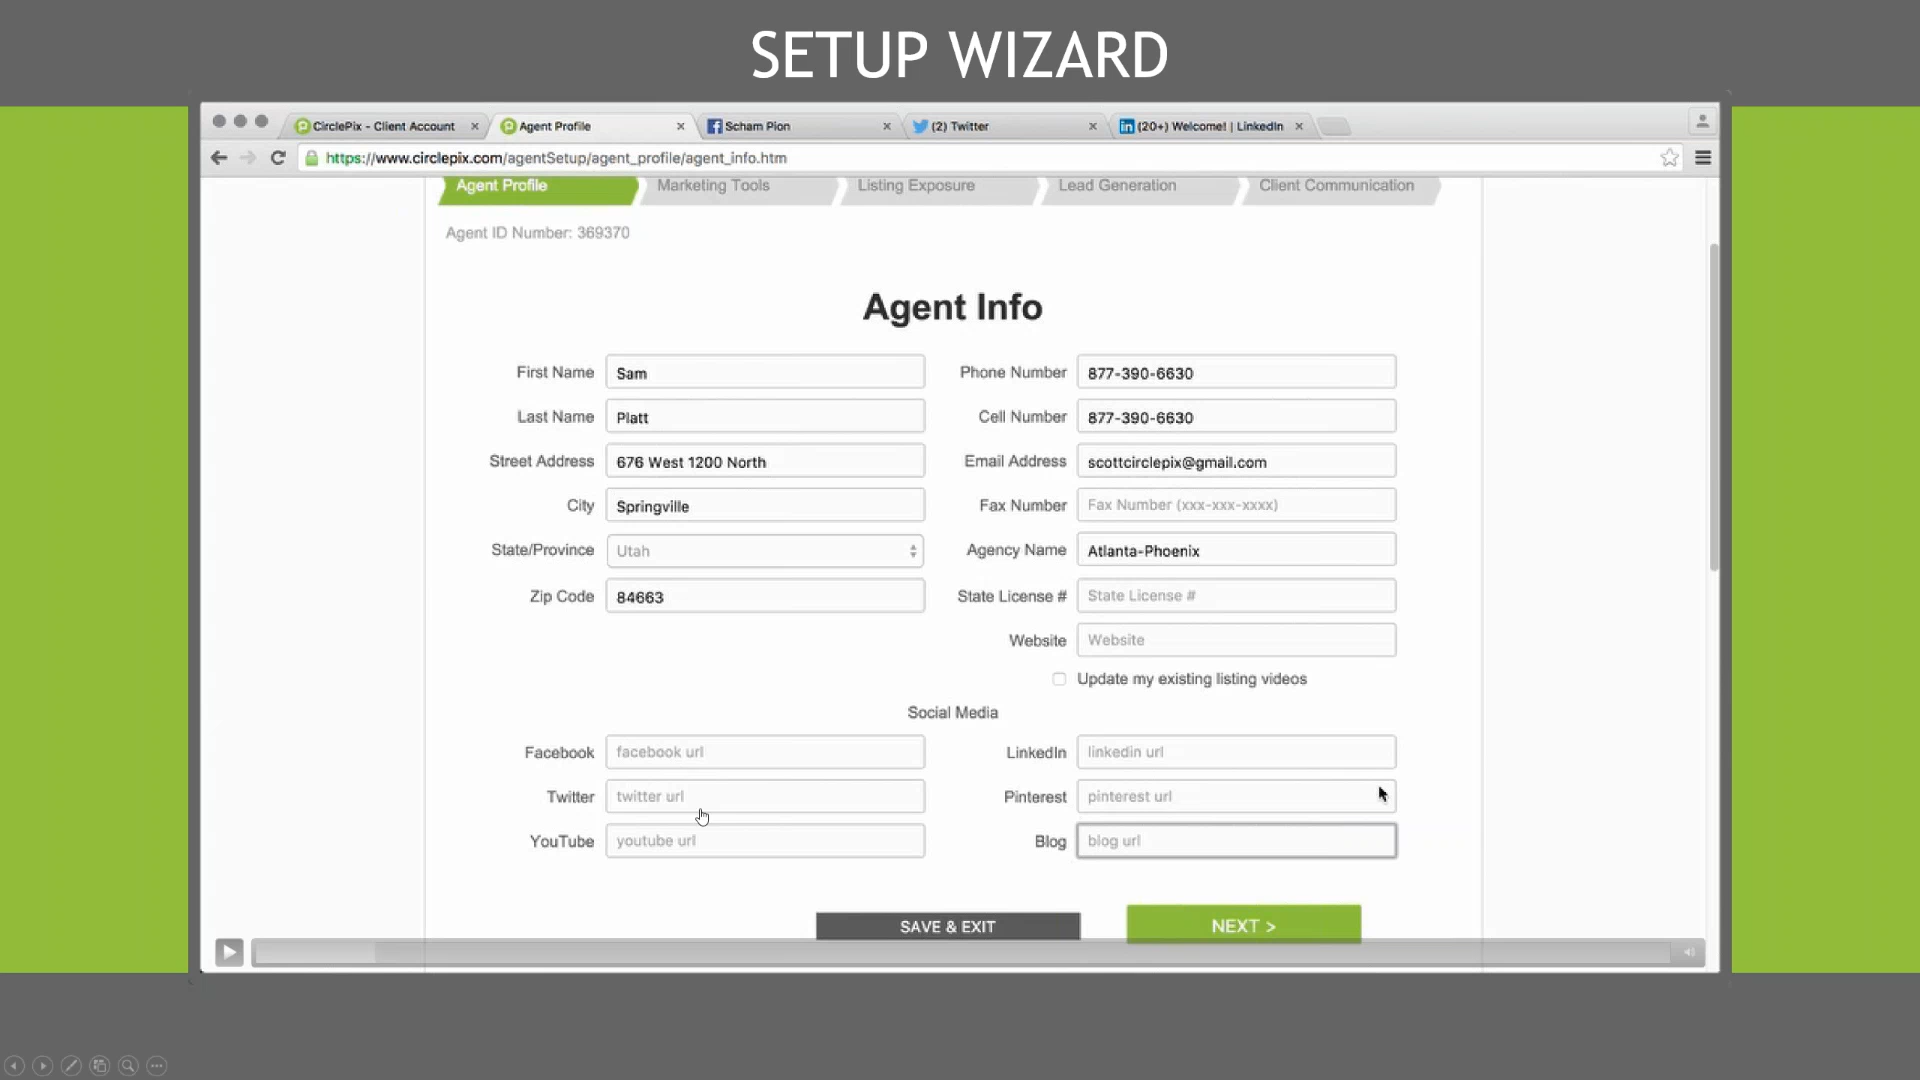 SETUP WIZARD
CirclePix - Client Account
Agent Profile
Scham Pion
(2) Twitter
(20+) Welcome! | LinkedIn
https://www.circlepix.com/agentSetup/agent_profile/agent_info.htm
Agent Profile
Marketing Tools
Listing Exposure
Lead Generation
Client Communication
Agent ID Number: 369370
Agent Info
First Name Sam
Phone Number 877-390-6630
Last Name Platt
Cell Number 877-390-6630
Street Address 676 West 1200 North
Email Address scottcirclepix@gmail.com
City Springville
Fax Number Fax Number (xxx-xxx-xxxx)
State/Province Utah
Agency Name Atlanta-Phoenix
Zip Code 84663
State License # State License #
Website Website
Update my existing listing videos
Social Media
Facebook facebook url
LinkedIn linkedin url
Twitter twitter url
Pinterest pinterest url
YouTube youtube url
Blog blog url
SAVE & EXIT
NEXT >